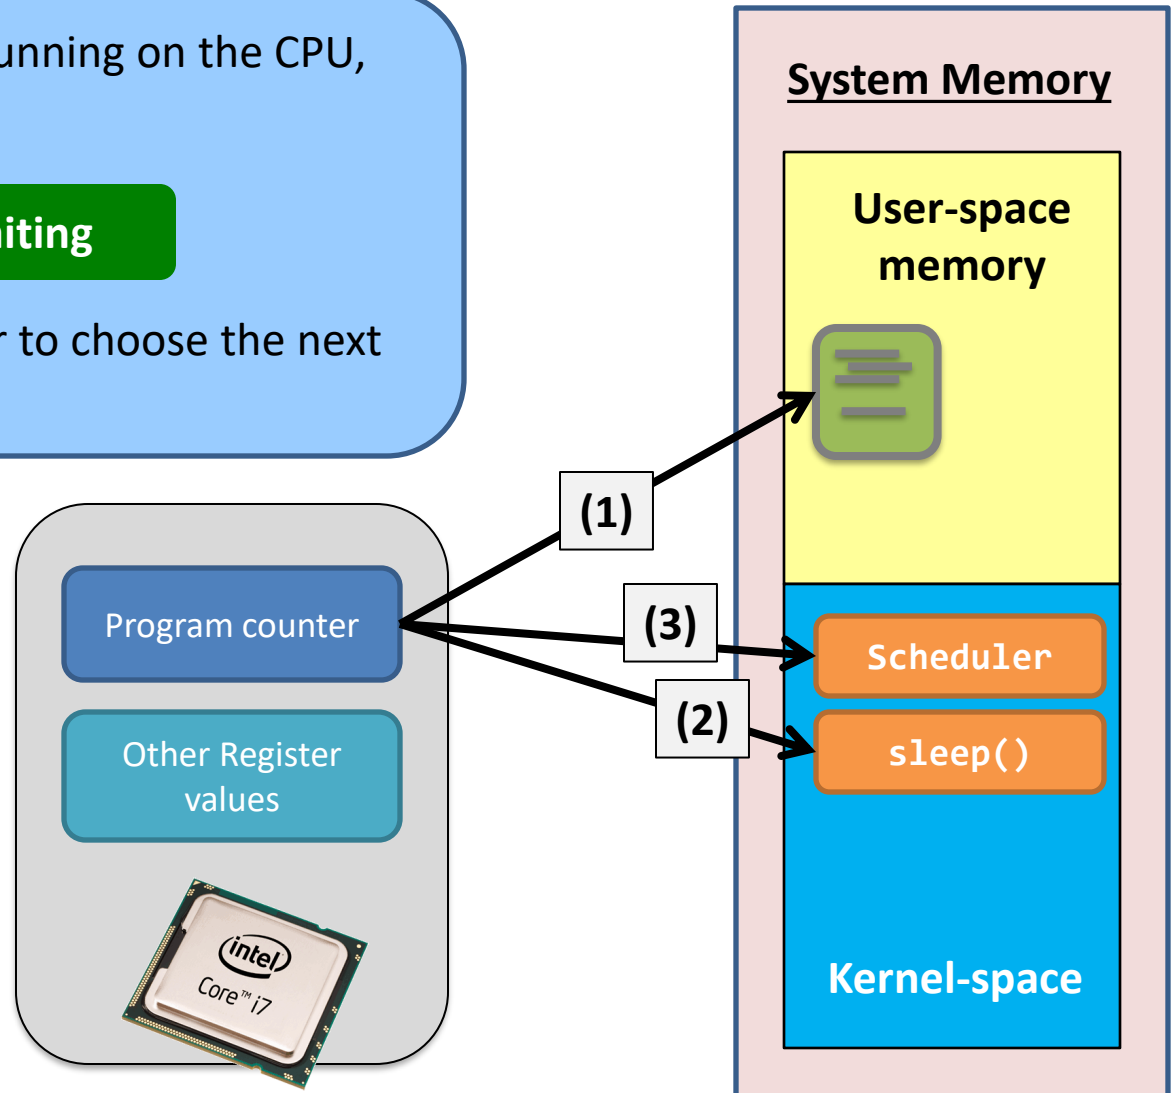 unning on the CPU,
iting
r to choose the next
System Memory
User-space
memory
(1)
Program counter
(3)
Scheduler
(2)
sleep()
Other Register
values
intel
Core™ i7
Kernel-space